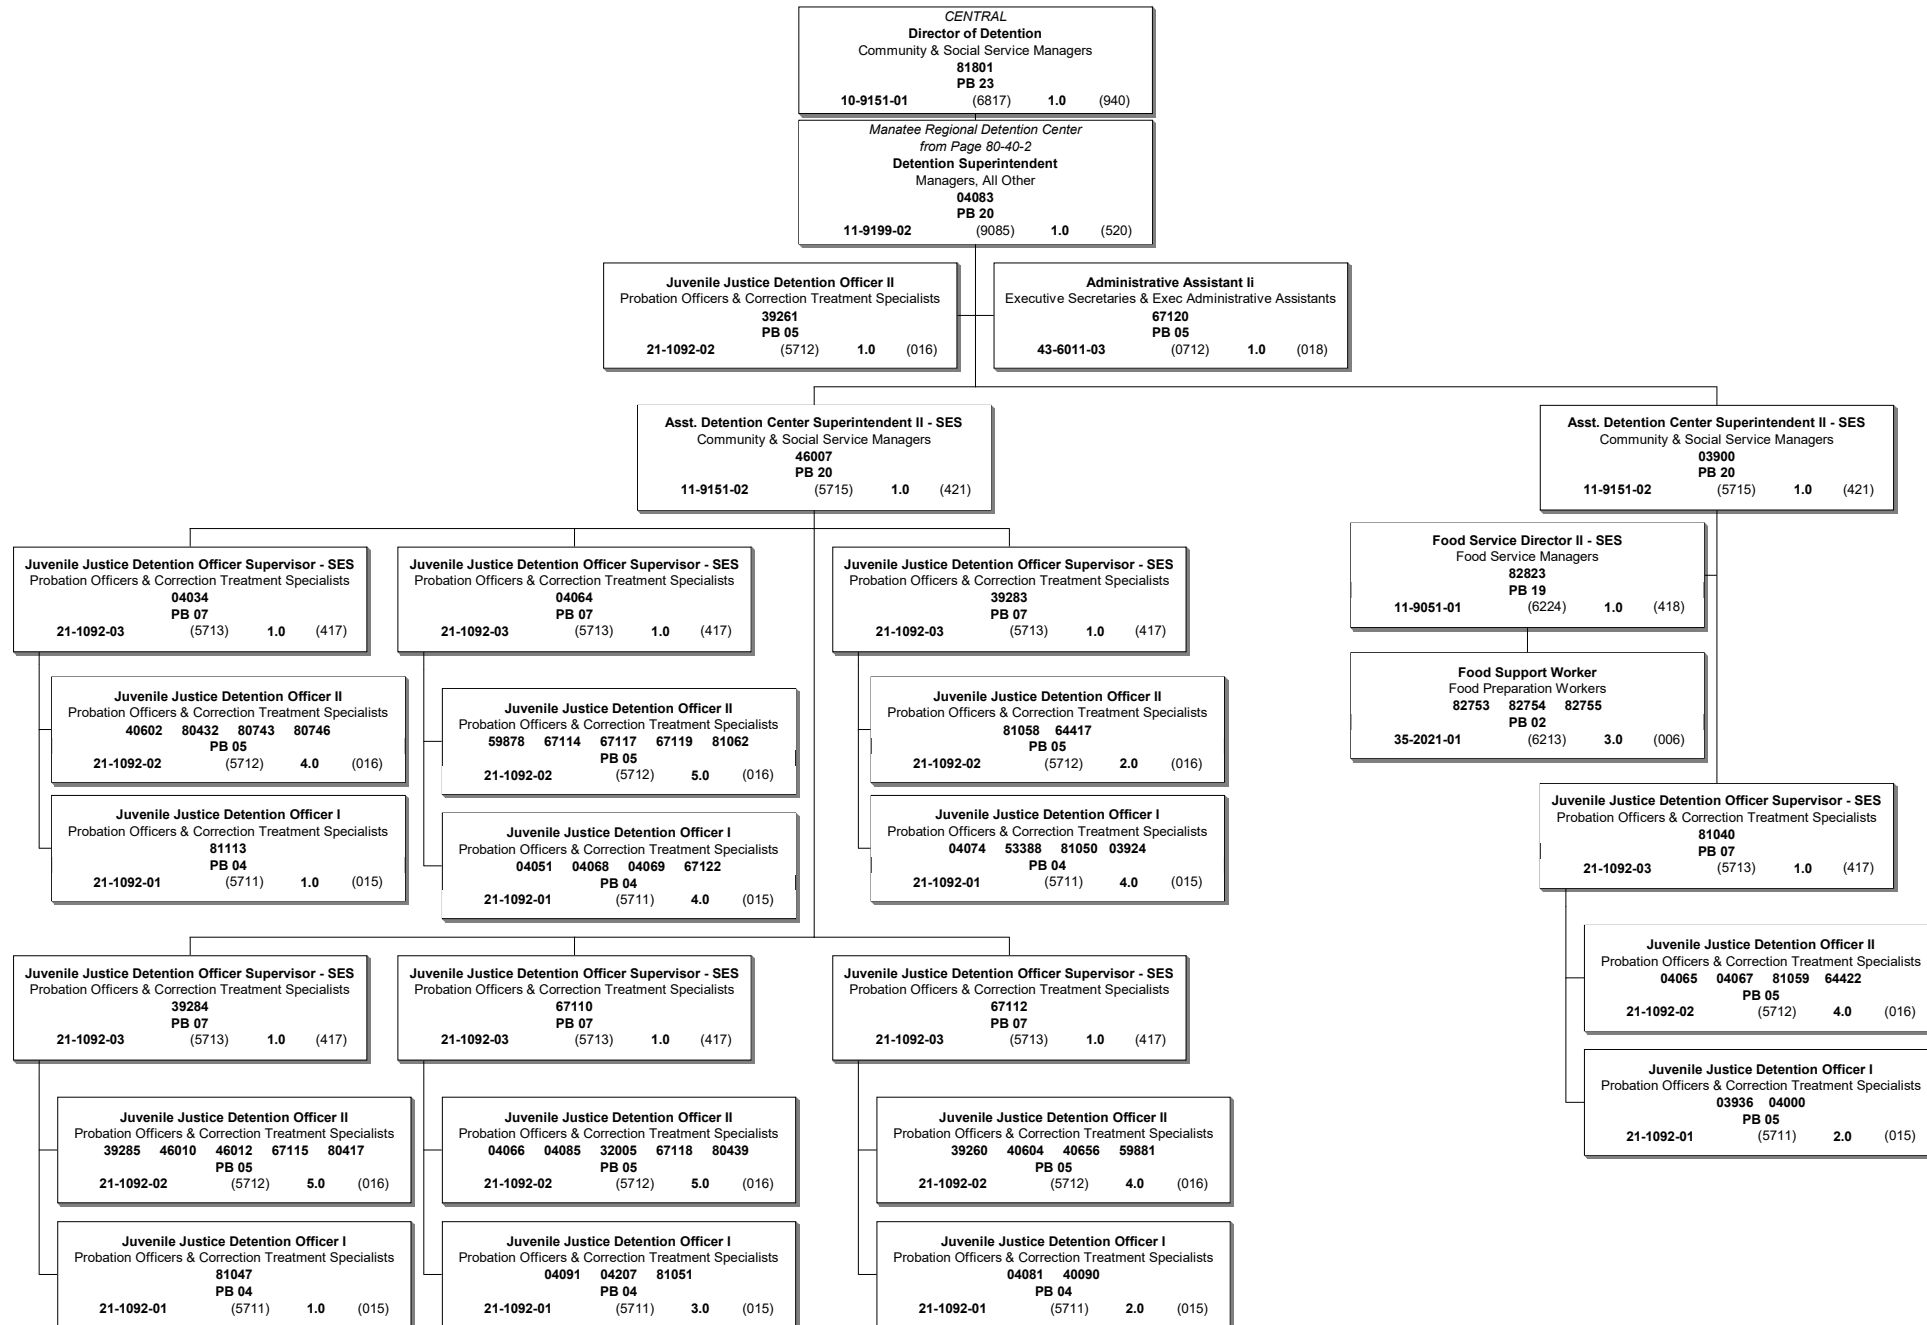 CENTRAL
Director of Detention
Community & Social Service Managers
81801
PB 23
10-9151-01 (6817) 1.0 (940)
Manatee Regional Detention Center
from Page 80-40-2
Detention Superintendent
Managers, All Other
04083
PB 20
11-9199-02 (9085) 1.0 (520)
Juvenile Justice Detention Officer II
Probation Officers & Correction Treatment Specialists
39261
PB 05
21-1092-02 (5712) 1.0 (016)
Administrative Assistant Ii
Executive Secretaries & Exec Administrative Assistants
67120
PB 05
43-6011-03 (0712) 1.0 (018)
Asst. Detention Center Superintendent II - SES
Community & Social Service Managers
46007
PB 20
11-9151-02 (5715) 1.0 (421)
Asst. Detention Center Superintendent II - SES
Community & Social Service Managers
03900
PB 20
11-9151-02 (5715) 1.0 (421)
Juvenile Justice Detention Officer Supervisor - SES
Probation Officers & Correction Treatment Specialists
04034
PB 07
21-1092-03 (5713) 1.0 (417)
Juvenile Justice Detention Officer Supervisor - SES
Probation Officers & Correction Treatment Specialists
04064
PB 07
21-1092-03 (5713) 1.0 (417)
Juvenile Justice Detention Officer Supervisor - SES
Probation Officers & Correction Treatment Specialists
39283
PB 07
21-1092-03 (5713) 1.0 (417)
Food Service Director II - SES
Food Service Managers
82823
PB 19
11-9051-01 (6224) 1.0 (418)
Juvenile Justice Detention Officer II
Probation Officers & Correction Treatment Specialists
40602 80432 80743 80746
PB 05
21-1092-02 (5712) 4.0 (016)
Juvenile Justice Detention Officer II
Probation Officers & Correction Treatment Specialists
59878 67114 67117 67119 81062
PB 05
21-1092-02 (5712) 5.0 (016)
Juvenile Justice Detention Officer II
Probation Officers & Correction Treatment Specialists
81058 64417
PB 05
21-1092-02 (5712) 2.0 (016)
Food Support Worker
Food Preparation Workers
82753 82754 82755
PB 02
35-2021-01 (6213) 3.0 (006)
Juvenile Justice Detention Officer I
Probation Officers & Correction Treatment Specialists
81113
PB 04
21-1092-01 (5711) 1.0 (015)
Juvenile Justice Detention Officer I
Probation Officers & Correction Treatment Specialists
04051 04068 04069 67122
PB 04
21-1092-01 (5711) 4.0 (015)
Juvenile Justice Detention Officer I
Probation Officers & Correction Treatment Specialists
04074 53388 81050 03924
PB 04
21-1092-01 (5711) 4.0 (015)
Juvenile Justice Detention Officer Supervisor - SES
Probation Officers & Correction Treatment Specialists
81040
PB 07
21-1092-03 (5713) 1.0 (417)
Juvenile Justice Detention Officer Supervisor - SES
Probation Officers & Correction Treatment Specialists
39284
PB 07
21-1092-03 (5713) 1.0 (417)
Juvenile Justice Detention Officer Supervisor - SES
Probation Officers & Correction Treatment Specialists
67110
PB 07
21-1092-03 (5713) 1.0 (417)
Juvenile Justice Detention Officer Supervisor - SES
Probation Officers & Correction Treatment Specialists
67112
PB 07
21-1092-03 (5713) 1.0 (417)
Juvenile Justice Detention Officer II
Probation Officers & Correction Treatment Specialists
04065 04067 81059 64422
PB 05
21-1092-02 (5712) 4.0 (016)
Juvenile Justice Detention Officer I
Probation Officers & Correction Treatment Specialists
03936 04000
PB 05
21-1092-01 (5711) 2.0 (015)
Juvenile Justice Detention Officer II
Probation Officers & Correction Treatment Specialists
39285 46010 46012 67115 80417
PB 05
21-1092-02 (5712) 5.0 (016)
Juvenile Justice Detention Officer II
Probation Officers & Correction Treatment Specialists
04066 04085 32005 67118 80439
PB 05
21-1092-02 (5712) 5.0 (016)
Juvenile Justice Detention Officer II
Probation Officers & Correction Treatment Specialists
39260 40604 40656 59881
PB 05
21-1092-02 (5712) 4.0 (016)
Juvenile Justice Detention Officer I
Probation Officers & Correction Treatment Specialists
81047
PB 04
21-1092-01 (5711) 1.0 (015)
Juvenile Justice Detention Officer I
Probation Officers & Correction Treatment Specialists
04091 04207 81051
PB 04
21-1092-01 (5711) 3.0 (015)
Juvenile Justice Detention Officer I
Probation Officers & Correction Treatment Specialists
04081 40090
PB 04
21-1092-01 (5711) 2.0 (015)